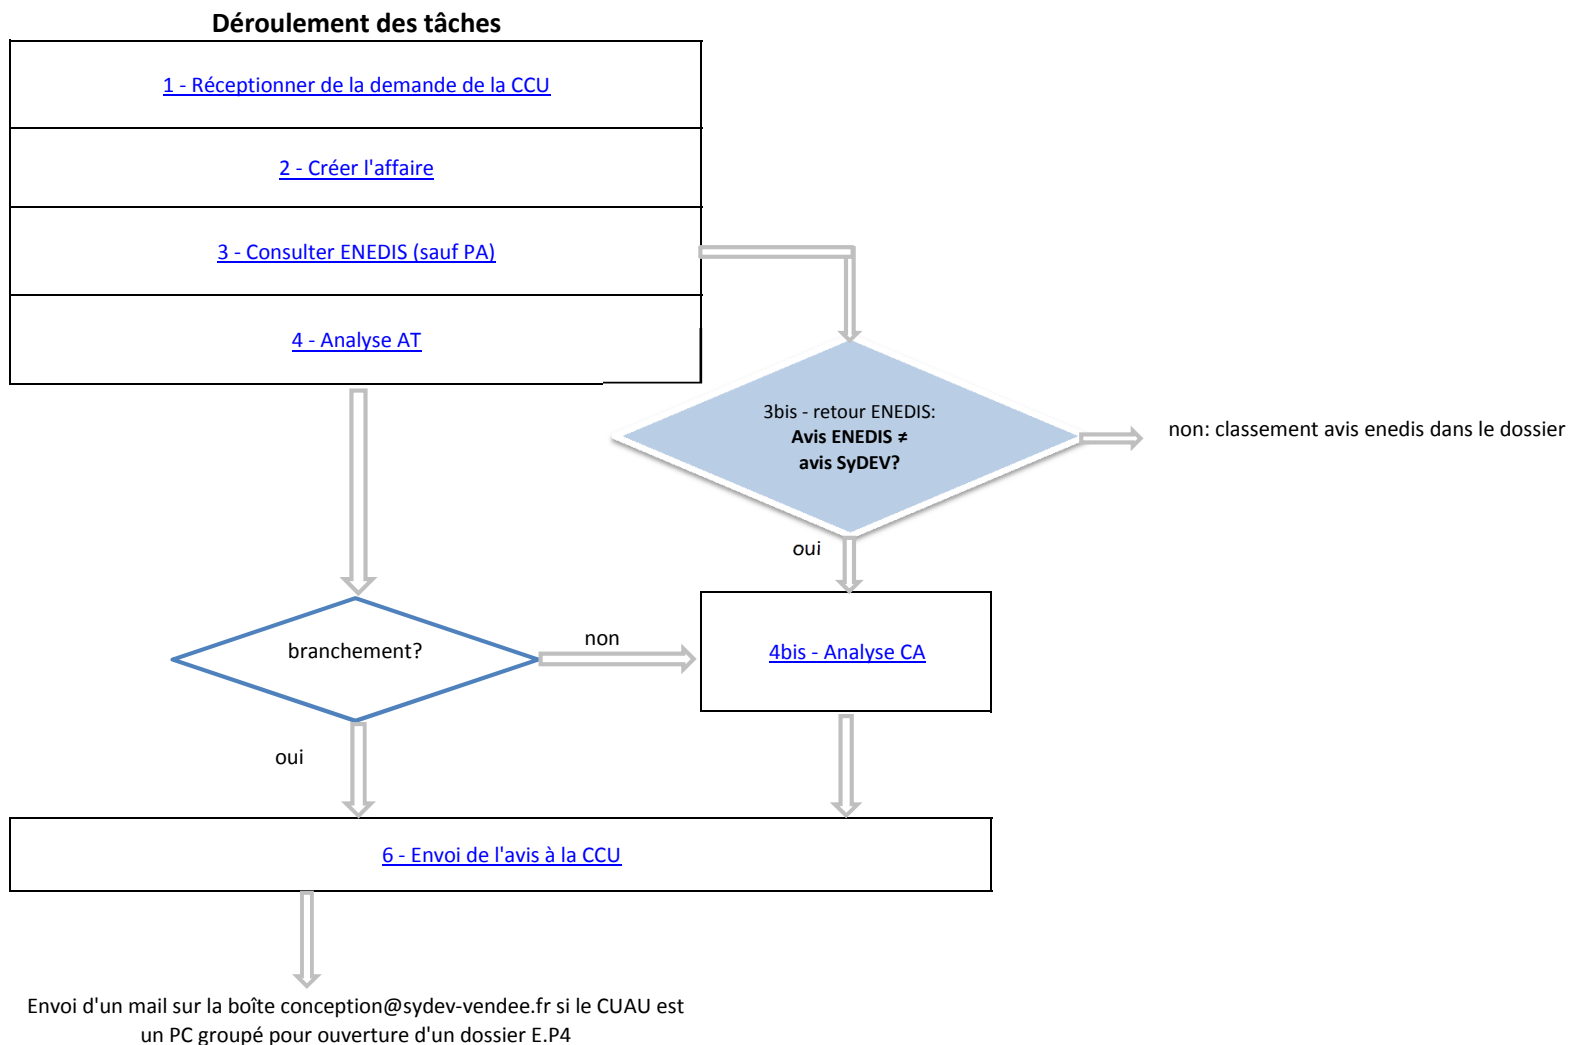 Déroulement des tâches
1 - Réceptionner de la demande de la CCU
2 - Créer l'affaire
3 - Consulter ENEDIS (sauf PA)
4 - Analyse AT
3bis - retour ENEDIS:
Avis ENEDIS ≠
avis SyDEV?
non: classement avis enedis dans le dossier
oui
branchement?
non
4bis - Analyse CA
oui
6 - Envoi de l'avis à la CCU
Envoi d'un mail sur la boîte conception@sydev-vendee.fr si le CUAU est
un PC groupé pour ouverture d'un dossier E.P4